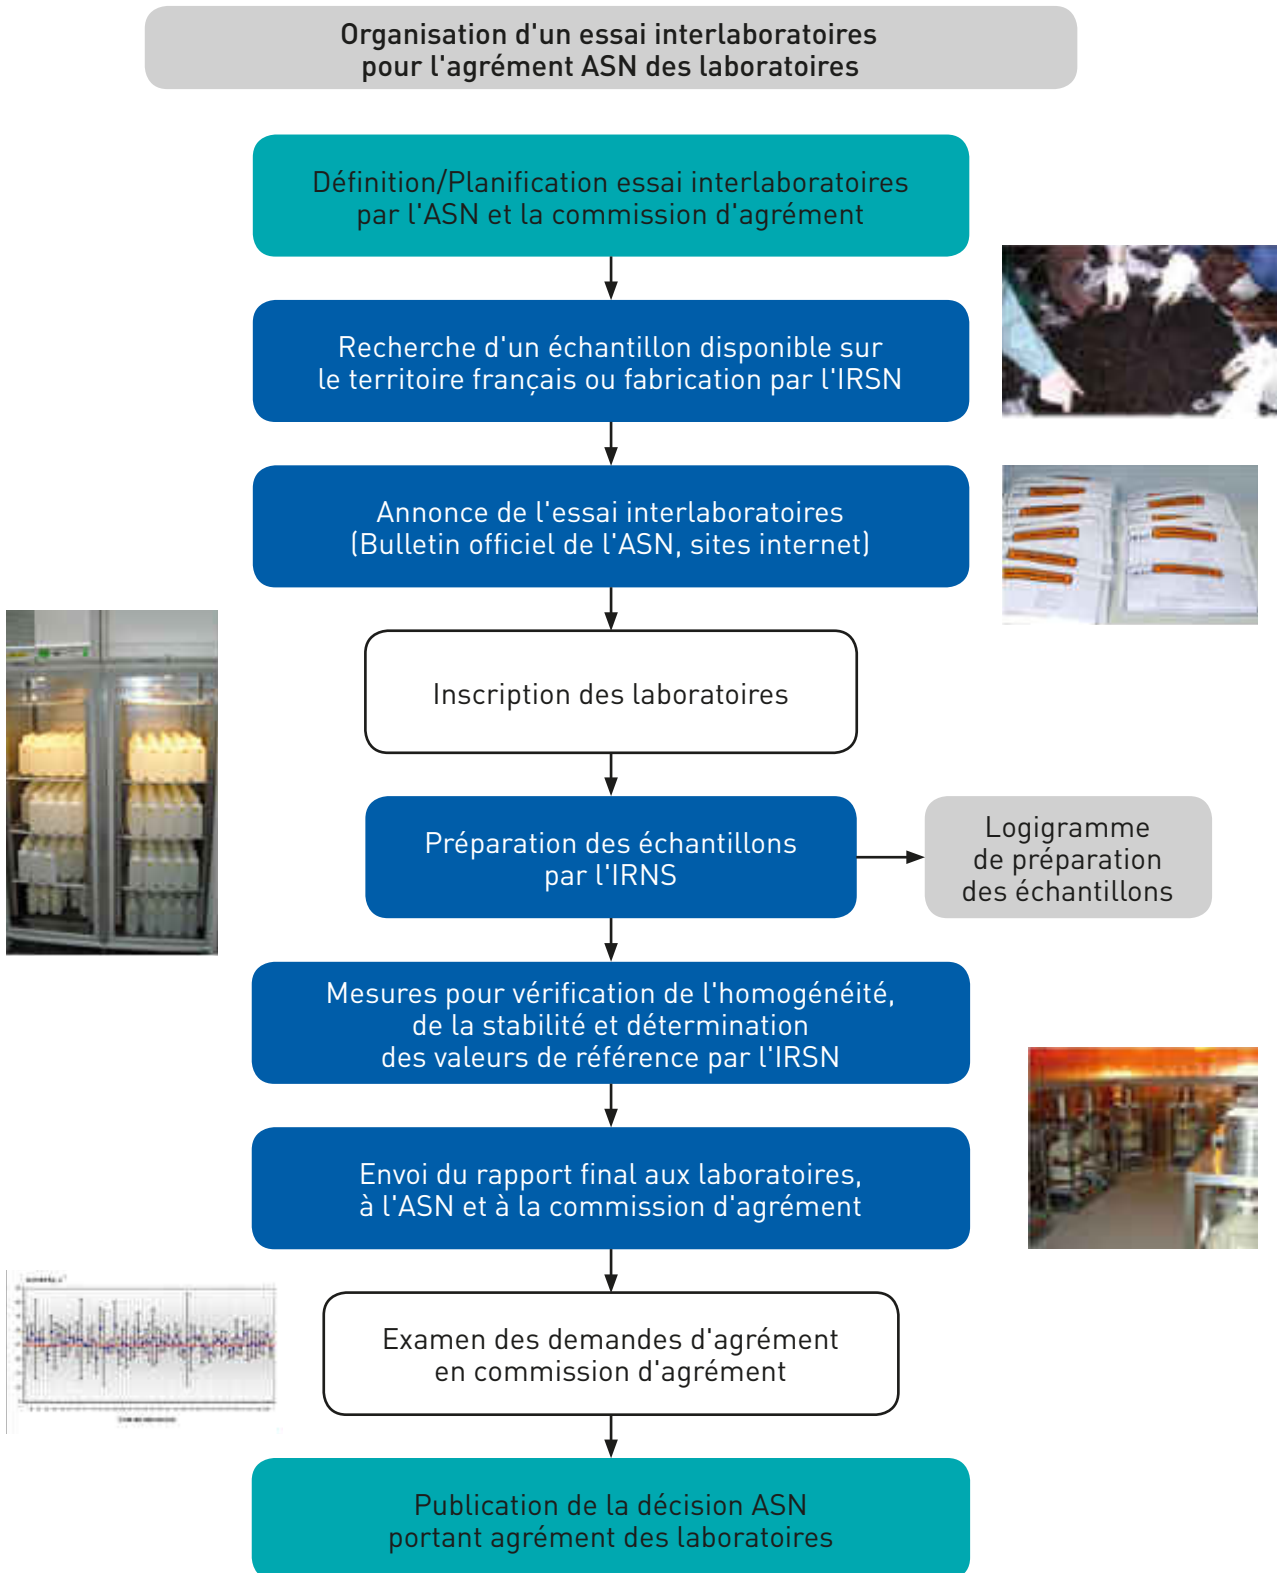 Organisation d'un essai interlaboratoires
pour l'agrément ASN des laboratoires
Définition/Planification essai interlaboratoires
par l'ASN et la commission d'agrément
Recherche d'un échantillon disponible sur
le territoire français ou fabrication par l'IRSN
Annonce de l'essai interlaboratoires
(Bulletin officiel de l'ASN, sites internet)
Inscription des laboratoires
Préparation des échantillons
par l'IRNS
Logigramme
de préparation
des échantillons
Mesures pour vérification de l'homogénéité,
de la stabilité et détermination
des valeurs de référence par l'IRSN
Envoi du rapport final aux laboratoires,
à l'ASN et à la commission d'agrément
Examen des demandes d'agrément
en commission d'agrément
Publication de la décision ASN
portant agrément des laboratoires